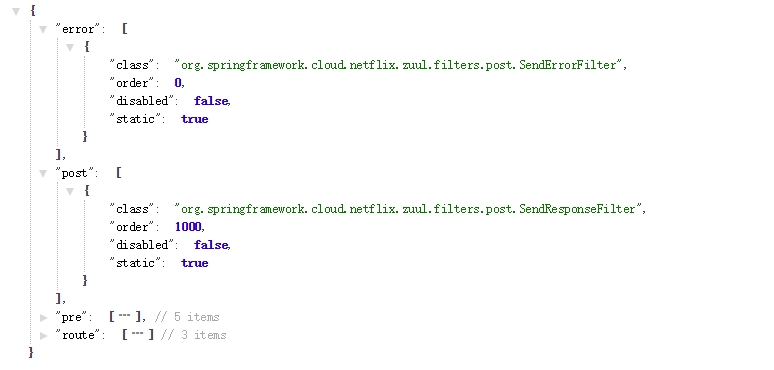 {
"error": [
{
"class": "org.springframework.cloud.netflix.zuul.filters.post.SendErrorFilter",
"order": 0,
"disabled": false,
"static": true
}
],
"post": [
{
"class": "org.springframework.cloud.netflix.zuul.filters.post.SendResponseFilter",
"order": 1000,
"disabled": false,
"static": true
}
],
"pre": [ ··· ], // 5 items
"route": [ ··· ] // 3 items
}